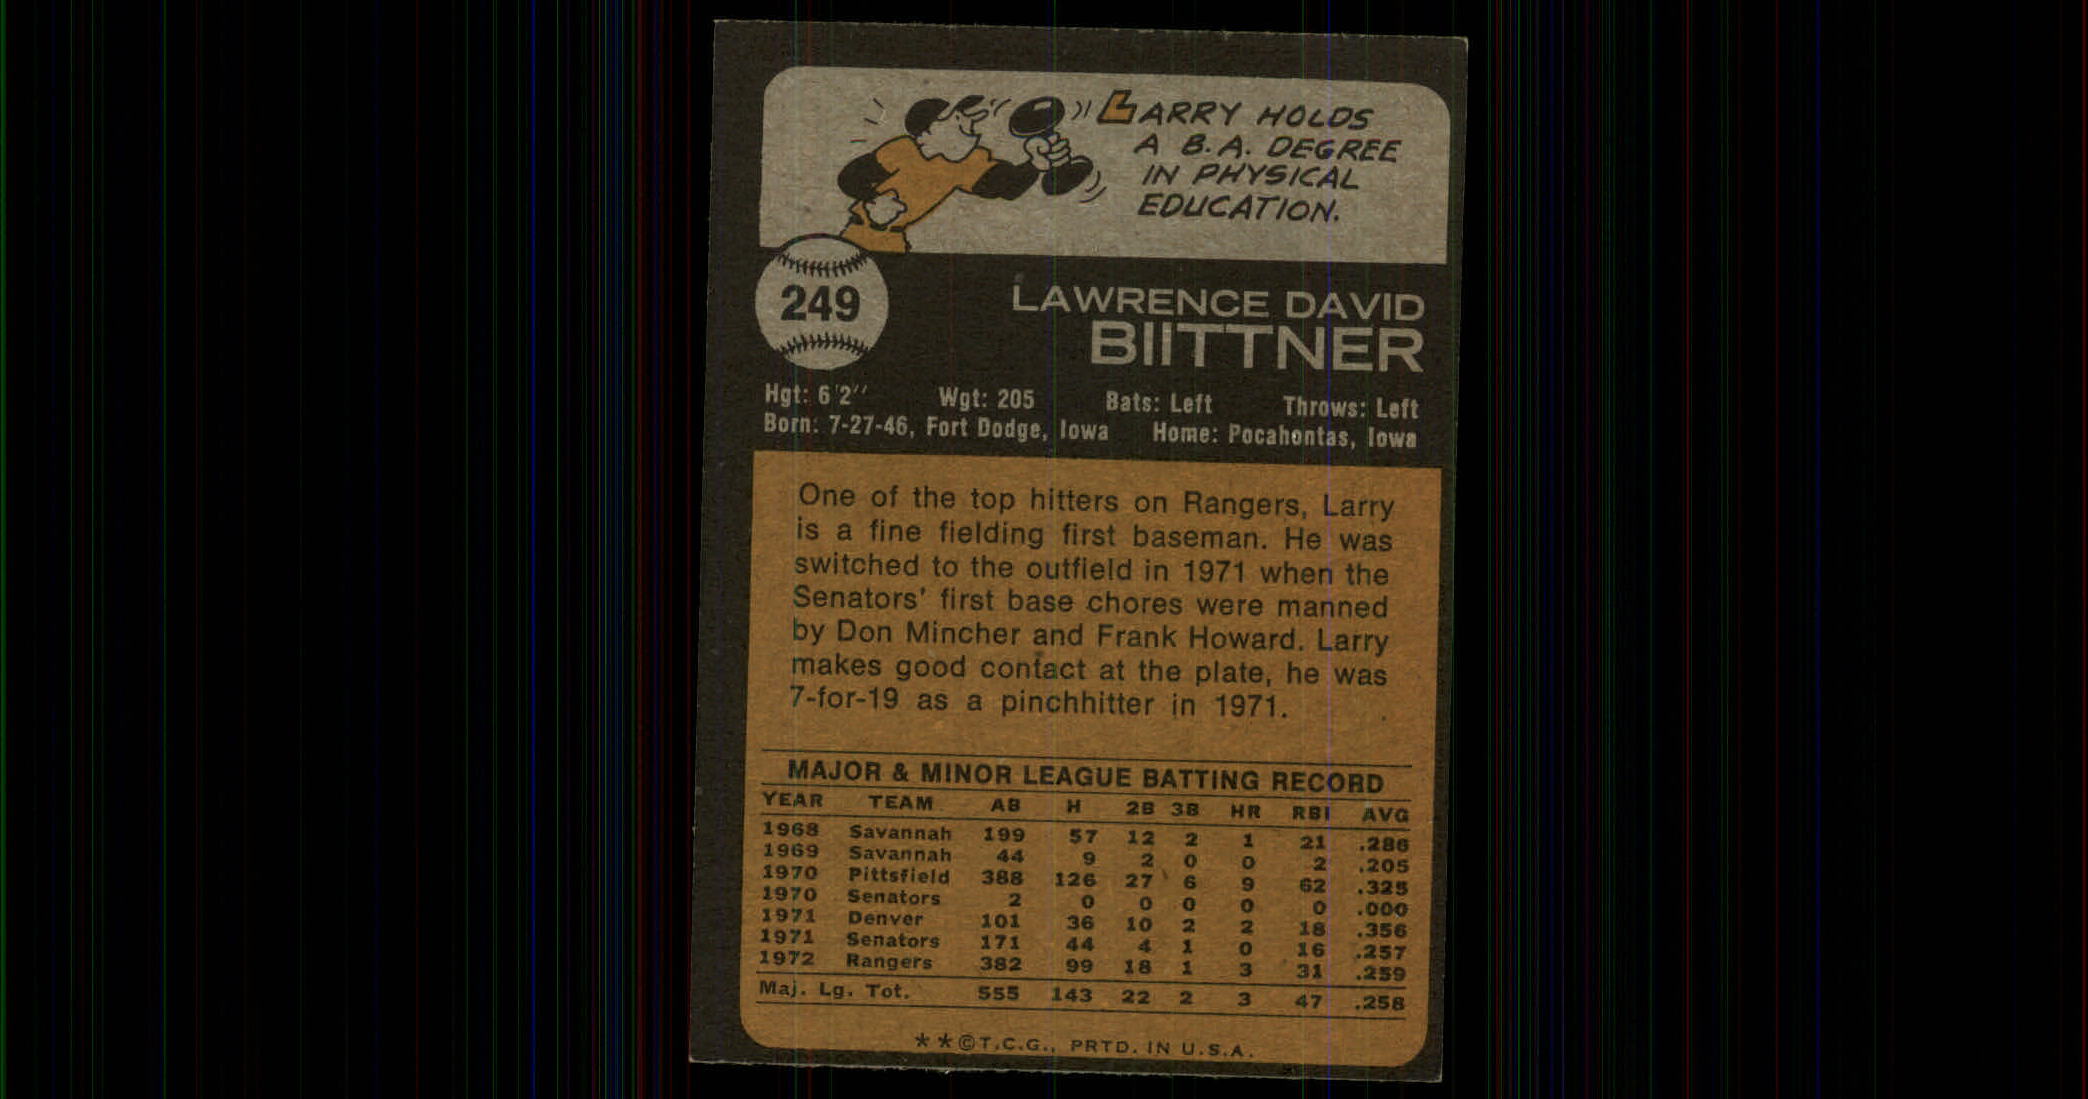 LARRY HOLDS
A B.A. DEGREE
IN PHYSICAL
EDUCATION.
249
LAWRENCE DAVID
BIITTNER
Hgt: 6'2'' Wgt: 205 Bats: Left Throws: Left
Born: 7-27-46, Fort Dodge, Iowa Home: Pocahontas, Iowa
One of the top hitters on Rangers, Larry
is a fine fielding first baseman. He was
switched to the outfield in 1971 when the
Senators' first base chores were manned
by Don Mincher and Frank Howard. Larry
makes good contact at the plate, he was
7-for-19 as a pinchhitter in 1971.
MAJOR & MINOR LEAGUE BATTING RECORD
YEAR TEAM AB H 2B 3B HR RBI AVG
1968 Savannah 199 57 12 2 1 21 .286
1969 Savannah 44 9 2 0 0 2 .205
1970 Pittsfield 388 126 27 6 9 62 .325
1970 Senators 2 0 0 0 0 0 .000
1971 Denver 101 36 10 2 2 18 .356
1971 Senators 171 44 4 1 0 16 .257
1972 Rangers 382 99 18 1 3 31 .259
Maj. Lg. Tot. 555 143 22 2 3 47 .258
**©T.C.G., PRTD. IN U.S.A.